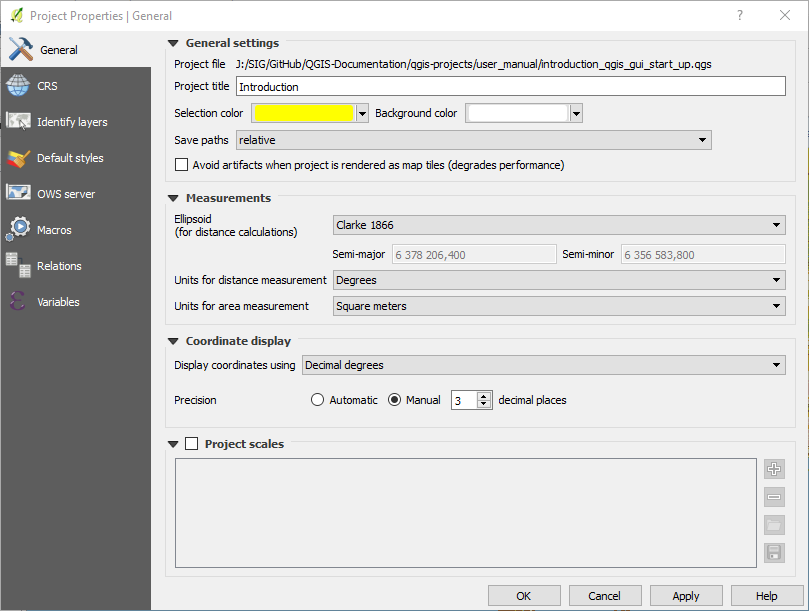 Project Properties | General
General
CRS
Identify layers
Default styles
OWS server
Macros
Relations
Variables
General settings
Project file J:/SIG/GitHub/QGIS-Documentation/qgis-projects/user_manual/introduction_qgis_gui_start_up.qgs
Project title Introduction
Selection color Background color
Save paths relative
Avoid artifacts when project is rendered as map tiles (degrades performance)
Measurements
Ellipsoid
(for distance calculations) Clarke 1866
Semi-major 6 378 206,400 Semi-minor 6 356 583,800
Units for distance measurement Degrees
Units for area measurement Square meters
Coordinate display
Display coordinates using Decimal degrees
Precision Automatic Manual 3 decimal places
Project scales
OK Cancel Apply Help